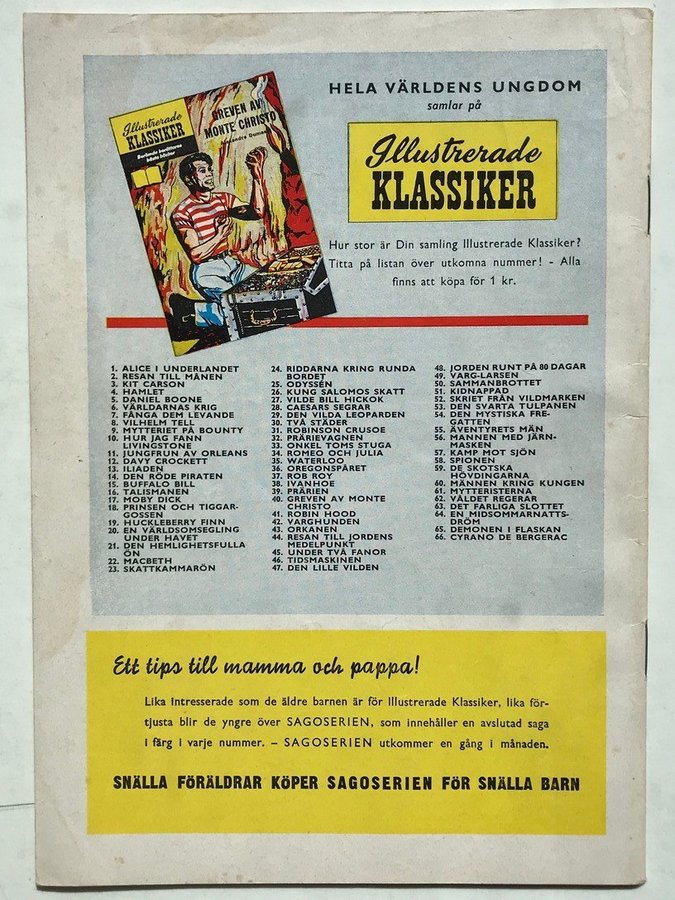 Illustrerade
KLASSIKER
Berömda berättares
bästa böcker
GREVEN AV
MONTE CHRISTO
Alexandre Dumas
HELA VÄRLDENS UNGDOM
samlar på
Illustrerade
KLASSIKER
Hur stor är Din samling Illustrerade Klassiker?
Titta på listan över utkomna nummer! - Alla
finns att köpa för 1 kr.
1. ALICE I UNDERLANDET
2. RESAN TILL MÅNEN
3. KIT CARSON
4. HAMLET
5. DANIEL BOONE
6. VÄRLDARNAS KRIG
7. FÅNGA DEM LEVANDE
8. VILHELM TELL
9. MYTTERIET PÅ BOUNTY
10. HUR JAG FANN
LIVINGSTONE
11. JUNGFRUN AV ORLEANS
12. DAVY CROCKETT
13. ILIADEN
14. DEN RÖDE PIRATEN
15. BUFFALO BILL
16. TALISMANEN
17. MOBY DICK
18. PRINSEN OCH TIGGAR-
GOSSEN
19. HUCKLEBERRY FINN
20. EN VÄRLDSOMSEGLING
UNDER HAVET
21. DEN HEMLIGHETSFULLA
ÖN
22. MACBETH
23. SKATTKAMMARÖN
24. RIDDARNA KRING RUNDA
BORDET
25. ODYSSÉN
26. KUNG SALOMOS SKATT
27. VILDE BILL HICKOK
28. CAESARS SEGRAR
29. DEN VILDA LEOPARDEN
30. TVÅ STÄDER
31. ROBINSON CRUSOE
32. PRÄRIEVAGNEN
33. ONKEL TOMS STUGA
34. ROMEO OCH JULIA
35. WATERLOO
36. OREGONSPÅRET
37. ROB ROY
38. IVANHOE
39. PRÄRIEN
40. GREVEN AV MONTE
CHRISTO
41. ROBIN HOOD
42. VARGHUNDEN
43. ORKANEN
44. RESAN TILL JORDENS
MEDELPUNKT
45. UNDER TVÅ FANOR
46. TIDSMASKINEN
47. DEN LILLE VILDEN
48. JORDEN RUNT PÅ 80 DAGAR
49. VARG-LARSEN
50. SAMMANBROTTET
51. KIDNAPPAD
52. SKRIET FRÅN VILDMARKEN
53. DEN SVARTA TULPANEN
54. DEN MYSTISKA FRE-
GATTEN
55. ÄVENTYRETS MÄN
56. MANNEN MED JÄRN-
MASKEN
57. KAMP MOT SJÖN
58. SPIONEN
59. DE SKOTSKA
HÖVDINGARNA
60. MÄNNEN KRING KUNGEN
61. MYTTERISTERNA
62. VÄLDET REGERAR
63. DET FARLIGA SLOTTET
64. EN MIDSOMMARNATTS-
DRÖM
65. DEMONEN I FLASKAN
66. CYRANO DE BERGERAC
Ett tips till mamma och pappa!
Lika intresserade som de äldre barnen är för Illustrerade Klassiker, lika för-
tjusta blir de yngre över SAGOSERIEN, som innehåller en avslutad saga
i färg i varje nummer. - SAGOSERIEN utkommer en gång i månaden.
SNÄLLA FÖRÄLDRAR KÖPER SAGOSERIEN FÖR SNÄLLA BARN